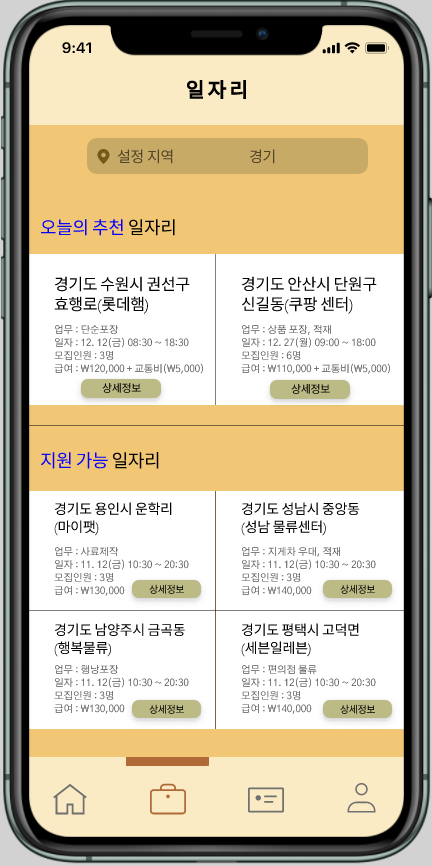 9:41
일자리
설정 지역 경기
오늘의 추천 일자리
경기도 수원시 권선구
효행로(롯데햄)
업무 : 단순포장
일자 : 12. 12(금) 08:30 ~ 18:30
모집인원 : 3명
급여 : ₩120,000 + 교통비(₩5,000)
상세정보
경기도 안산시 단원구
신길동(쿠팡 센터)
업무 : 상품 포장, 적재
일자 : 12. 27(월) 09:00 ~ 18:00
모집인원 : 6명
급여 : ₩110,000 + 교통비(₩5,000)
상세정보
지원 가능 일자리
경기도 용인시 운학리
(마이팻)
업무 : 사료제작
일자 : 11. 12(금) 10:30 ~ 20:30
모집인원 : 3명
급여 : ₩130,000
상세정보
경기도 성남시 중앙동
(성남 물류센터)
업무 : 지게차 우대, 적재
일자 : 11. 12(금) 10:30 ~ 20:30
모집인원 : 3명
급여 : ₩140,000
상세정보
경기도 남양주시 금곡동
(행복물류)
업무 : 행낭포장
일자 : 11. 12(금) 10:30 ~ 20:30
모집인원 : 3명
급여 : ₩130,000
상세정보
경기도 평택시 고덕면
(세븐일레븐)
업무 : 편의점 물류
일자 : 11. 12(금) 10:30 ~ 20:30
모집인원 : 3명
급여 : ₩140,000
상세정보